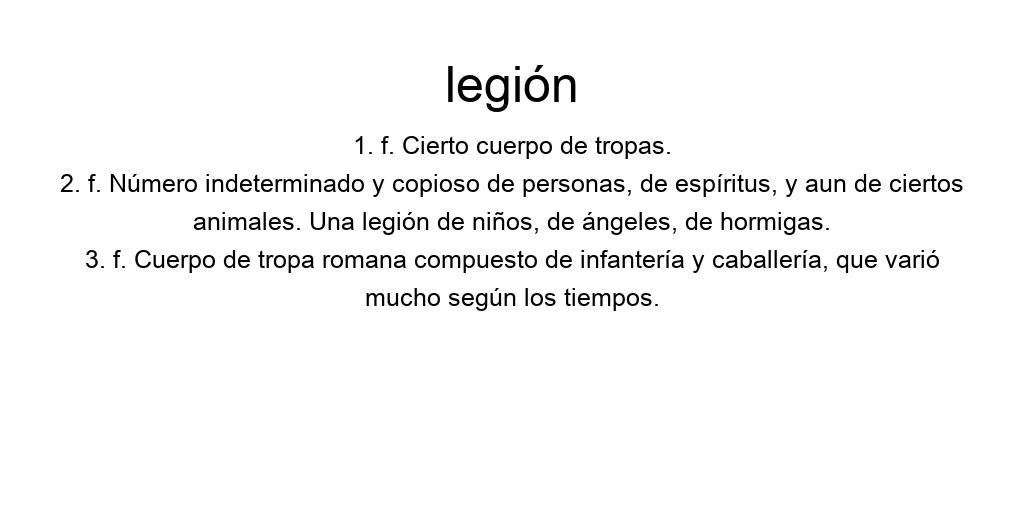 legión
1. f. Cierto cuerpo de tropas.
2. f. Número indeterminado y copioso de personas, de espíritus, y aun de ciertos
animales. Una legión de niños, de ángeles, de hormigas.
3. f. Cuerpo de tropa romana compuesto de infantería y caballería, que varió
mucho según los tiempos.